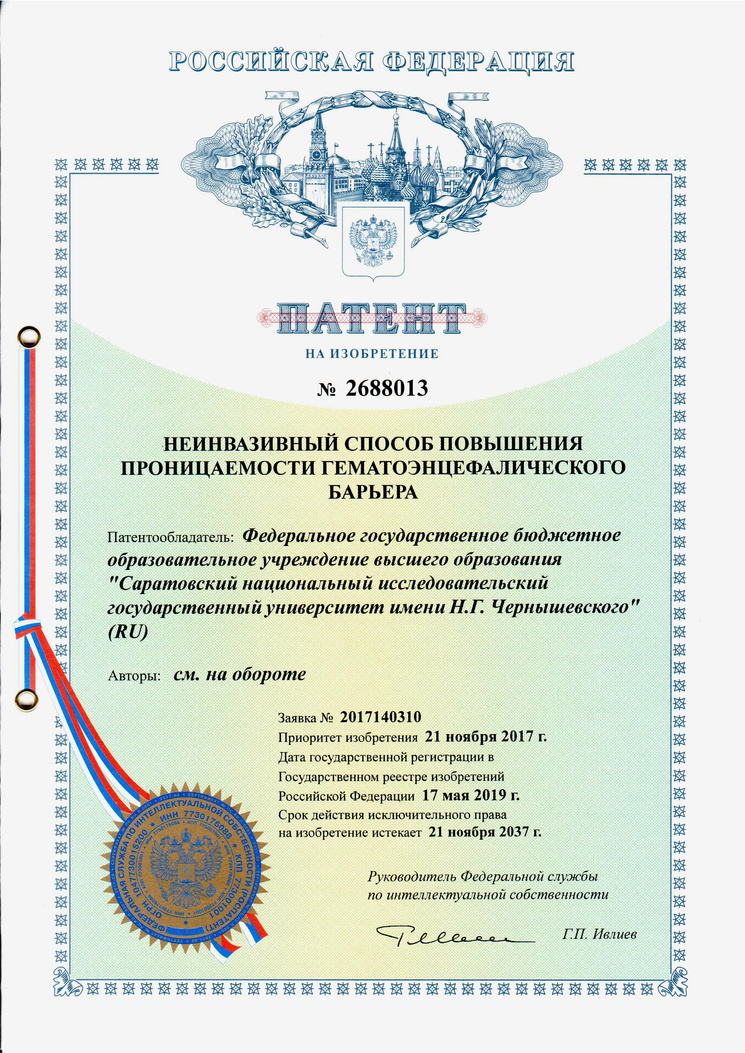 РОССИЙСКАЯ ФЕДЕРАЦИЯ
ПАТЕНТ
НА ИЗОБРЕТЕНИЕ
№ 2688013
НЕИНВАЗИВНЫЙ СПОСОБ ПОВЫШЕНИЯ
ПРОНИЦАЕМОСТИ ГЕМАТОЭНЦЕФАЛИЧЕСКОГО
БАРЬЕРА
Патентообладатель: Федеральное государственное бюджетное
образовательное учреждение высшего образования
"Саратовский национальный исследовательский
государственный университет имени Н.Г. Чернышевского"
(RU)
Авторы: см. на обороте
Заявка № 2017140310
Приоритет изобретения 21 ноября 2017 г.
Дата государственной регистрации в
Государственном реестре изобретений
Российской Федерации 17 мая 2019 г.
Срок действия исключительного права
на изобретение истекает 21 ноября 2037 г.
Руководитель Федеральной службы
по интеллектуальной собственности
Г.П. Ивлиев
ФЕДЕРАЛЬНАЯ СЛУЖБА ПО ИНТЕЛЛЕКТУАЛЬНОЙ СОБСТВЕННОСТИ (РОСПАТЕНТ)
ОГРН 1047730015200 * ИНН 7730176088 * КПП 773001001